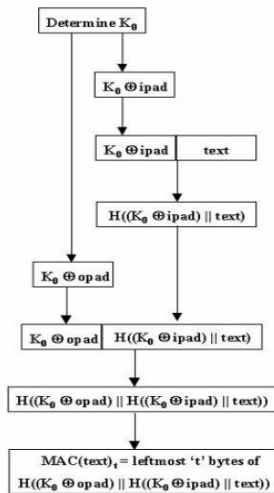 Determine K₀
K₀ ⊕ ipad
K₀ ⊕ ipad text
H((K₀ ⊕ ipad) || text)
K₀ ⊕ opad
K₀ ⊕ opad H((K₀ ⊕ ipad) || text)
H((K₀ ⊕ opad) || H((K₀ ⊕ ipad) || text))
MAC(text)ₜ = leftmost ‘t’ bytes of
H((K₀ ⊕ opad) || H((K₀ ⊕ ipad) || text))